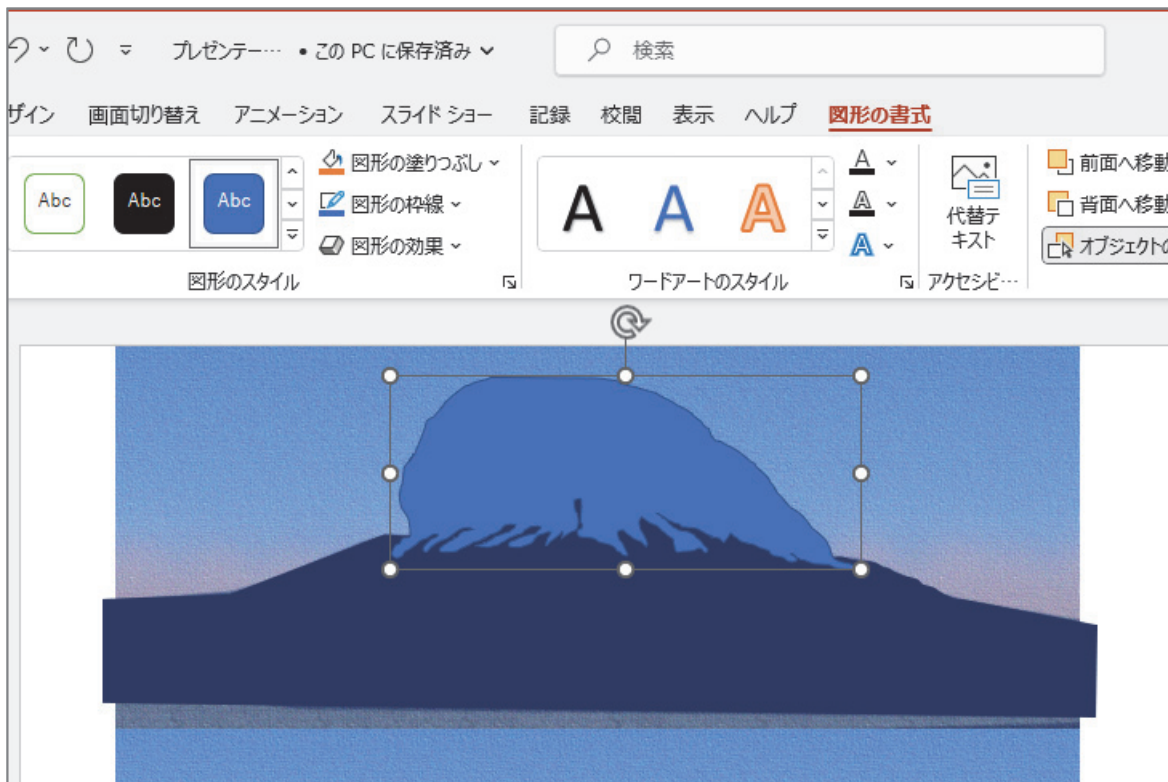 プレゼンテー… • この PC に保存済み
検索
ザイン 画面切り替え アニメーション スライド ショー 記録 校閲 表示 ヘルプ 図形の書式
Abc Abc Abc
図形の塗りつぶし
図形の枠線
図形の効果
図形のスタイル
A A A
A
A
A
ワードアートのスタイル
代替テ
キスト
アクセシビ…
前面へ移動
背面へ移動
オブジェクトの